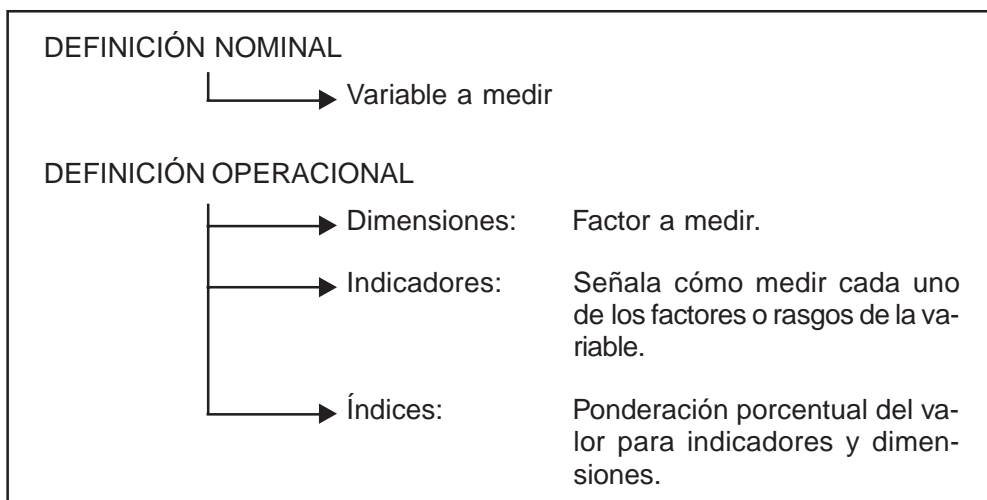 DEFINICIÓN NOMINAL
Variable a medir
DEFINICIÓN OPERACIONAL
Dimensiones: Factor a medir.
Indicadores: Señala cómo medir cada uno
de los factores o rasgos de la va-
riable.
Índices: Ponderación porcentual del va-
lor para indicadores y dimen-
siones.